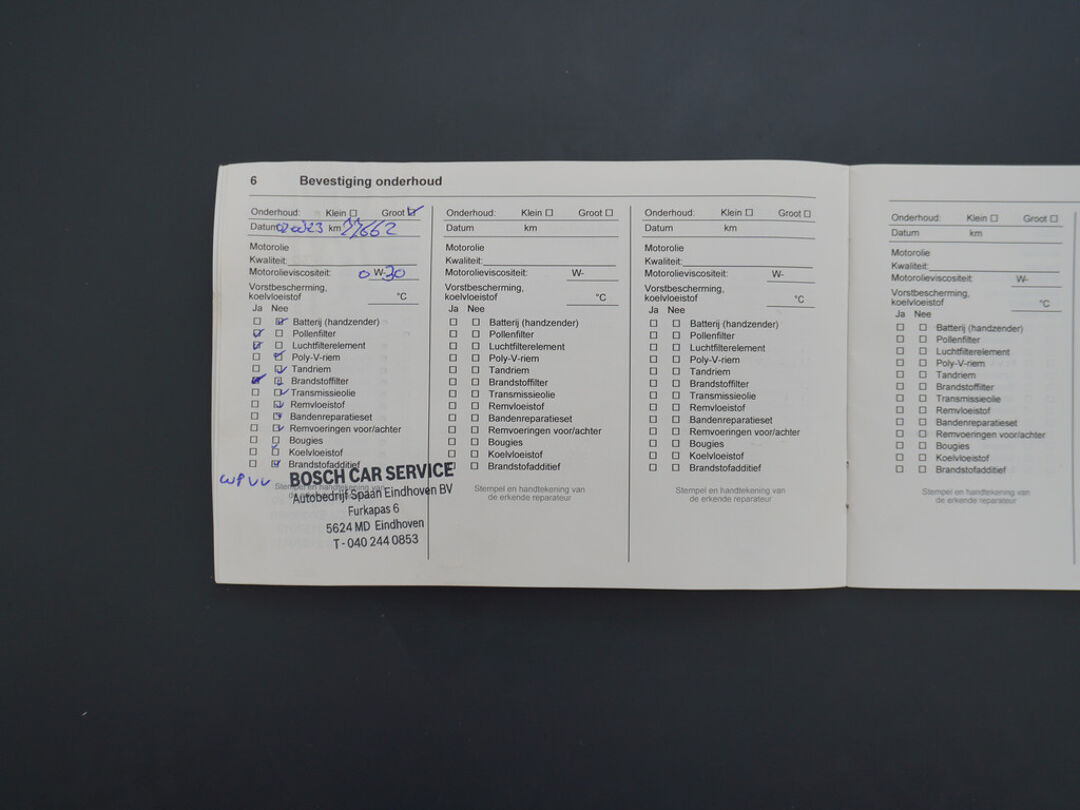 6 Bevestiging onderhoud
Onderhoud: Klein Groot
Datum km
Motorolie
Kwaliteit:
Motorolieviscositeit: 0 W-30
Vorstbescherming,
koelvloeistof °C
Ja Nee
Batterij (handzender)
Pollenfilter
Luchtfilterelement
Poly-V-riem
Tandriem
Brandstoffilter
Transmissieolie
Remvloeistof
Bandenreparatieset
Remvoeringen voor/achter
Bougies
Koelvloeistof
Brandstofadditief
BOSCH CAR SERVICE
Autobedrijf Spaan Eindhoven BV
Furkapas 6
5624 MD Eindhoven
T - 040 244 0853
Onderhoud: Klein Groot
Datum km
Motorolie
Kwaliteit:
Motorolieviscositeit: W-
Vorstbescherming,
koelvloeistof °C
Ja Nee
Batterij (handzender)
Pollenfilter
Luchtfilterelement
Poly-V-riem
Tandriem
Brandstoffilter
Transmissieolie
Remvloeistof
Bandenreparatieset
Remvoeringen voor/achter
Bougies
Koelvloeistof
Brandstofadditief
Stempel en handtekening van
de erkende reparateur
Onderhoud: Klein Groot
Datum km
Motorolie
Kwaliteit:
Motorolieviscositeit: W-
Vorstbescherming,
koelvloeistof °C
Ja Nee
Batterij (handzender)
Pollenfilter
Luchtfilterelement
Poly-V-riem
Tandriem
Brandstoffilter
Transmissieolie
Remvloeistof
Bandenreparatieset
Remvoeringen voor/achter
Bougies
Koelvloeistof
Brandstofadditief
Stempel en handtekening van
de erkende reparateur
Onderhoud: Klein Groot
Datum km
Motorolie
Kwaliteit:
Motorolieviscositeit: W-
Vorstbescherming,
koelvloeistof °C
Ja Nee
Batterij (handzender)
Pollenfilter
Luchtfilterelement
Poly-V-riem
Tandriem
Brandstoffilter
Transmissieolie
Remvloeistof
Bandenreparatieset
Remvoeringen voor/achter
Bougies
Koelvloeistof
Brandstofadditief
Stempel en handtekening van
de erkende reparateur